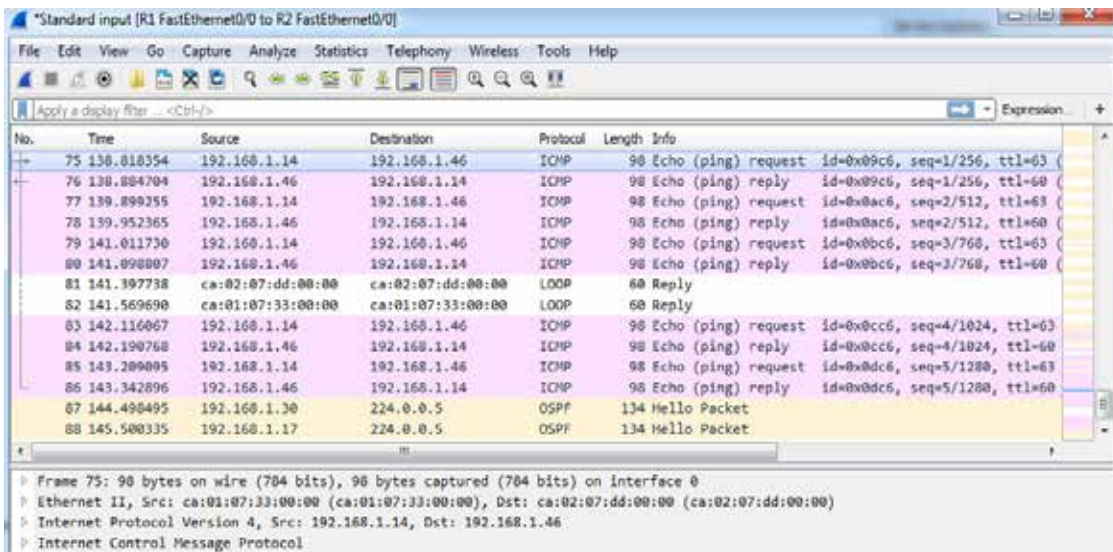 *Standard input [R1 FastEthernet0/0 to R2 FastEthernet0/0]
File Edit View Go Capture Analyze Statistics Telephony Wireless Tools Help
Apply a display filter ... <Ctrl-/> Expression... +
No. Time Source Destination Protocol Length Info
75 138.818354 192.168.1.14 192.168.1.46 ICMP 98 Echo (ping) request id=0x09c6, seq=1/256, ttl=63 (
76 138.884704 192.168.1.46 192.168.1.14 ICMP 98 Echo (ping) reply id=0x09c6, seq=1/256, ttl=60 (
77 139.899255 192.168.1.14 192.168.1.46 ICMP 98 Echo (ping) request id=0x0ac6, seq=2/512, ttl=63 (
78 139.952365 192.168.1.46 192.168.1.14 ICMP 98 Echo (ping) reply id=0x0ac6, seq=2/512, ttl=60 (
79 141.011730 192.168.1.14 192.168.1.46 ICMP 98 Echo (ping) request id=0x0bc6, seq=3/768, ttl=63 (
80 141.098807 192.168.1.46 192.168.1.14 ICMP 98 Echo (ping) reply id=0x0bc6, seq=3/768, ttl=60 (
81 141.397738 ca:02:07:dd:00:00 ca:02:07:dd:00:00 LOOP 60 Reply
82 141.569690 ca:01:07:33:00:00 ca:01:07:33:00:00 LOOP 60 Reply
83 142.116067 192.168.1.14 192.168.1.46 ICMP 98 Echo (ping) request id=0x0cc6, seq=4/1024, ttl=63
84 142.190768 192.168.1.46 192.168.1.14 ICMP 98 Echo (ping) reply id=0x0cc6, seq=4/1024, ttl=60
85 143.209095 192.168.1.14 192.168.1.46 ICMP 98 Echo (ping) request id=0x0dc6, seq=5/1280, ttl=63
86 143.342896 192.168.1.46 192.168.1.14 ICMP 98 Echo (ping) reply id=0x0dc6, seq=5/1280, ttl=60
87 144.498495 192.168.1.30 224.0.0.5 OSPF 134 Hello Packet
88 145.500335 192.168.1.17 224.0.0.5 OSPF 134 Hello Packet
Frame 75: 98 bytes on wire (784 bits), 98 bytes captured (784 bits) on interface 0
Ethernet II, Src: ca:01:07:33:00:00 (ca:01:07:33:00:00), Dst: ca:02:07:dd:00:00 (ca:02:07:dd:00:00)
Internet Protocol Version 4, Src: 192.168.1.14, Dst: 192.168.1.46
Internet Control Message Protocol